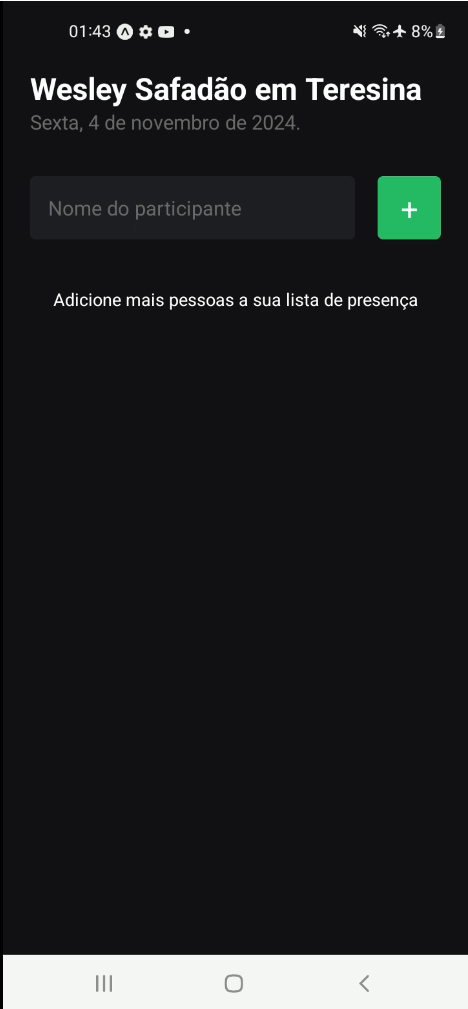 01:43 8%
Wesley Safadão em Teresina
Sexta, 4 de novembro de 2024.
Nome do participante
+
Adicione mais pessoas a sua lista de presença